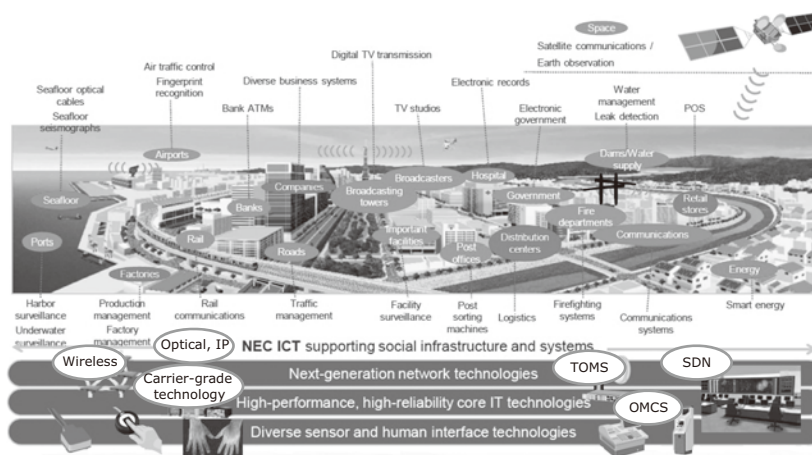 Space
Satellite communications /
Earth observation
Digital TV transmission
Air traffic control
Fingerprint
recognition
Diverse business systems
Electronic records
Water
management
Leak detection
Seafloor optical
cables
Seafloor
seismographs
Bank ATMs
TV studios
Electronic
government
POS
Airports
Dams/Water
supply
Companies
Broadcasting
towers
Broadcasters
Hospital
Seafloor
Banks
Government
Retail
stores
Ports
Rail
Roads
Important
facilities
Post
offices
Distribution
centers
Fire
departments
Communications
Factories
Energy
Harbor
surveillance
Underwater
surveillance
Production
management
Factory
management
Rail
communications
Traffic
management
Facility
surveillance
Post
sorting
machines
Logistics
Firefighting
systems
Communications
systems
Smart energy
Optical, IP
NEC ICT supporting social infrastructure and systems
Wireless
Next-generation network technologies
TOMS
SDN
Carrier-grade
technology
High-performance, high-reliability core IT technologies
OMCS
Diverse sensor and human interface technologies